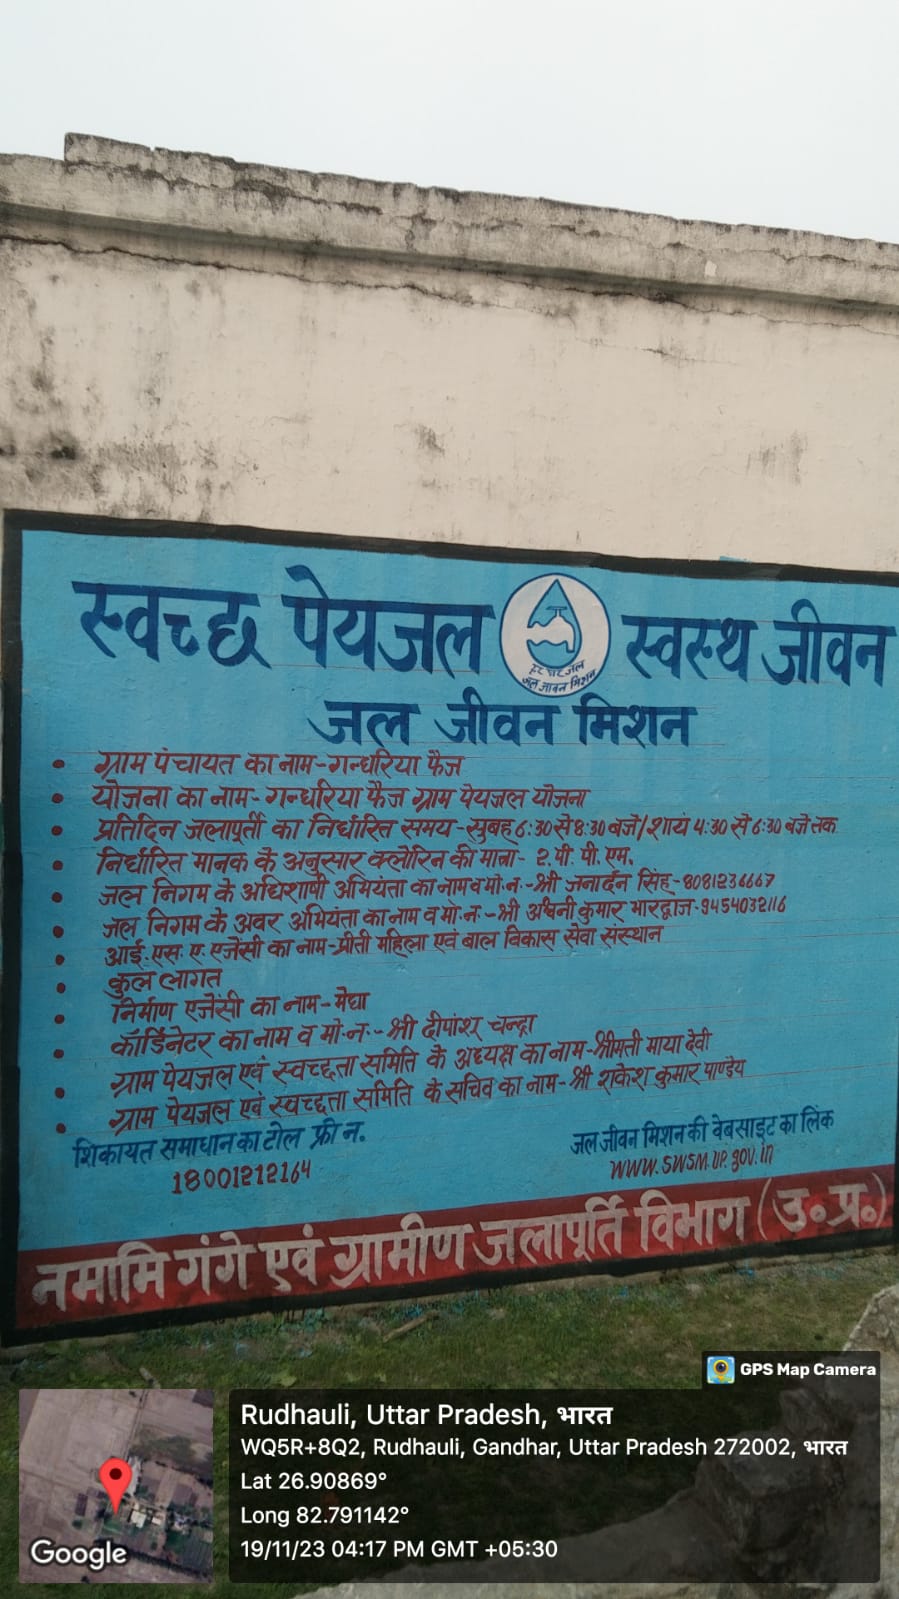 स्वच्छ पेयजल स्वस्थ जीवन
हर घर जल
जल जीवन मिशन
जल जीवन मिशन
• ग्राम पंचायत का नाम-गन्धरिया फैज
• योजना का नाम- गन्धरिया फैज ग्राम पेयजल योजना
• प्रतिदिन जलापूर्ती का निर्धारित समय-सुबह 6:30 से 8:30 बजे/शायं 4:30 से 6:30 बजे तक
• निर्धारित मानक के अनुसार क्लोरिन की मात्रा- 2. पी. पी. एम.
• जल निगम के अधिशाषी अभियंता का नाम व मो.न.-श्री जनार्दन सिंह-8081236667
• जल निगम के अवर अभियंता का नाम व मो.न.-श्री अश्वनी कुमार भारद्वाज-9454032116
• आई.एस.ए.एजेंसी का नाम-प्रीती महिला एवं बाल विकास सेवा संस्थान
• कुल लागत
• निर्माण एजेंसी का नाम-मेघा
• कॉर्डिनेटर का नाम व मो.न.-श्री दीपांशु चन्द्रा
• ग्राम पेयजल एवं स्वच्छता समिति के अध्यक्ष का नाम-श्रीमती माया देवी
• ग्राम पेयजल एवं स्वच्छता समिति के सचिव का नाम-श्री राकेश कुमार पाण्डेय
शिकायत समाधान का टोल फ्री न.
18001212164
जल जीवन मिशन की वेबसाइट का लिंक
www.swsm.up.gov.in
नमामि गंगे एवं ग्रामीण जलापूर्ति विभाग (उ०प्र०)
GPS Map Camera
Rudhauli, Uttar Pradesh, भारत
WQ5R+8Q2, Rudhauli, Gandhar, Uttar Pradesh 272002, भारत
Lat 26.90869°
Long 82.791142°
19/11/23 04:17 PM GMT +05:30
Google